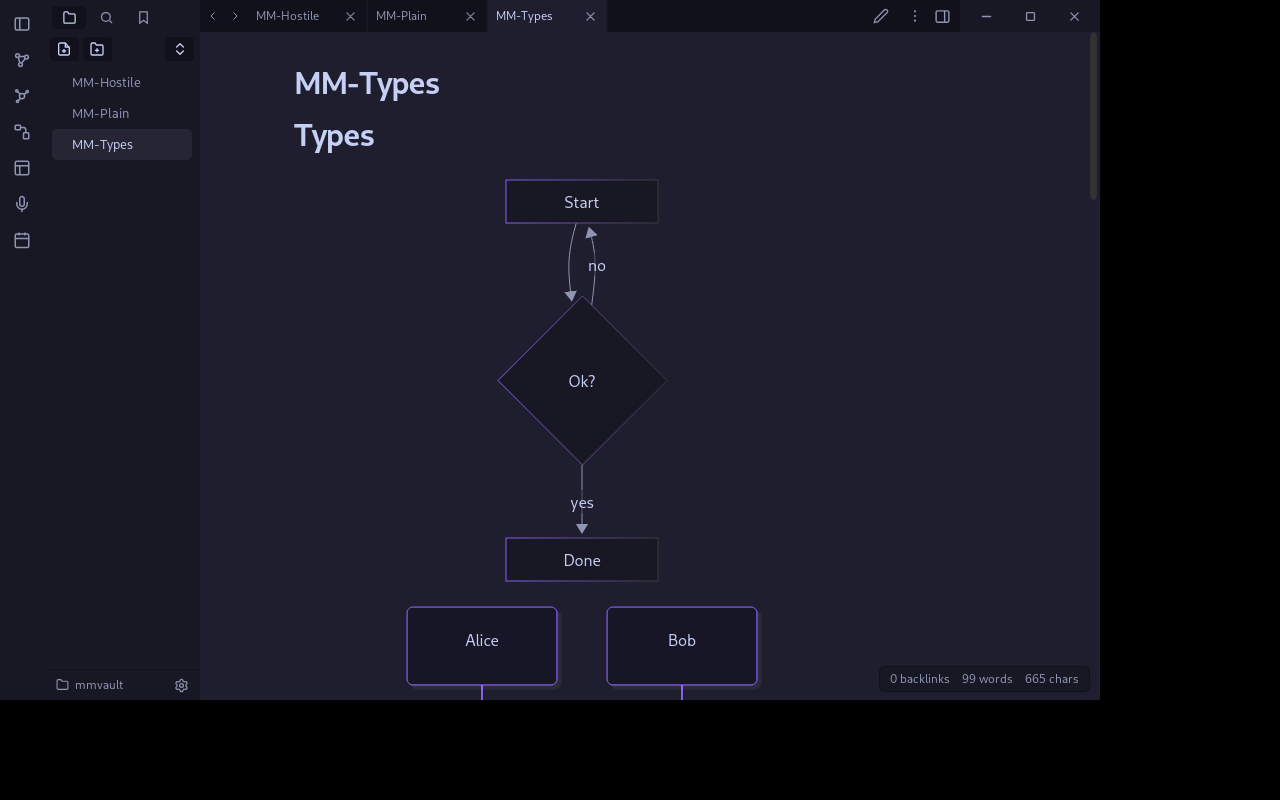 MM-Hostile
MM-Plain
MM-Types
MM-Hostile
MM-Plain
MM-Types
MM-Types
Types
Start
no
Ok?
yes
Done
Alice
Bob
mmvault
0 backlinks 99 words 665 chars